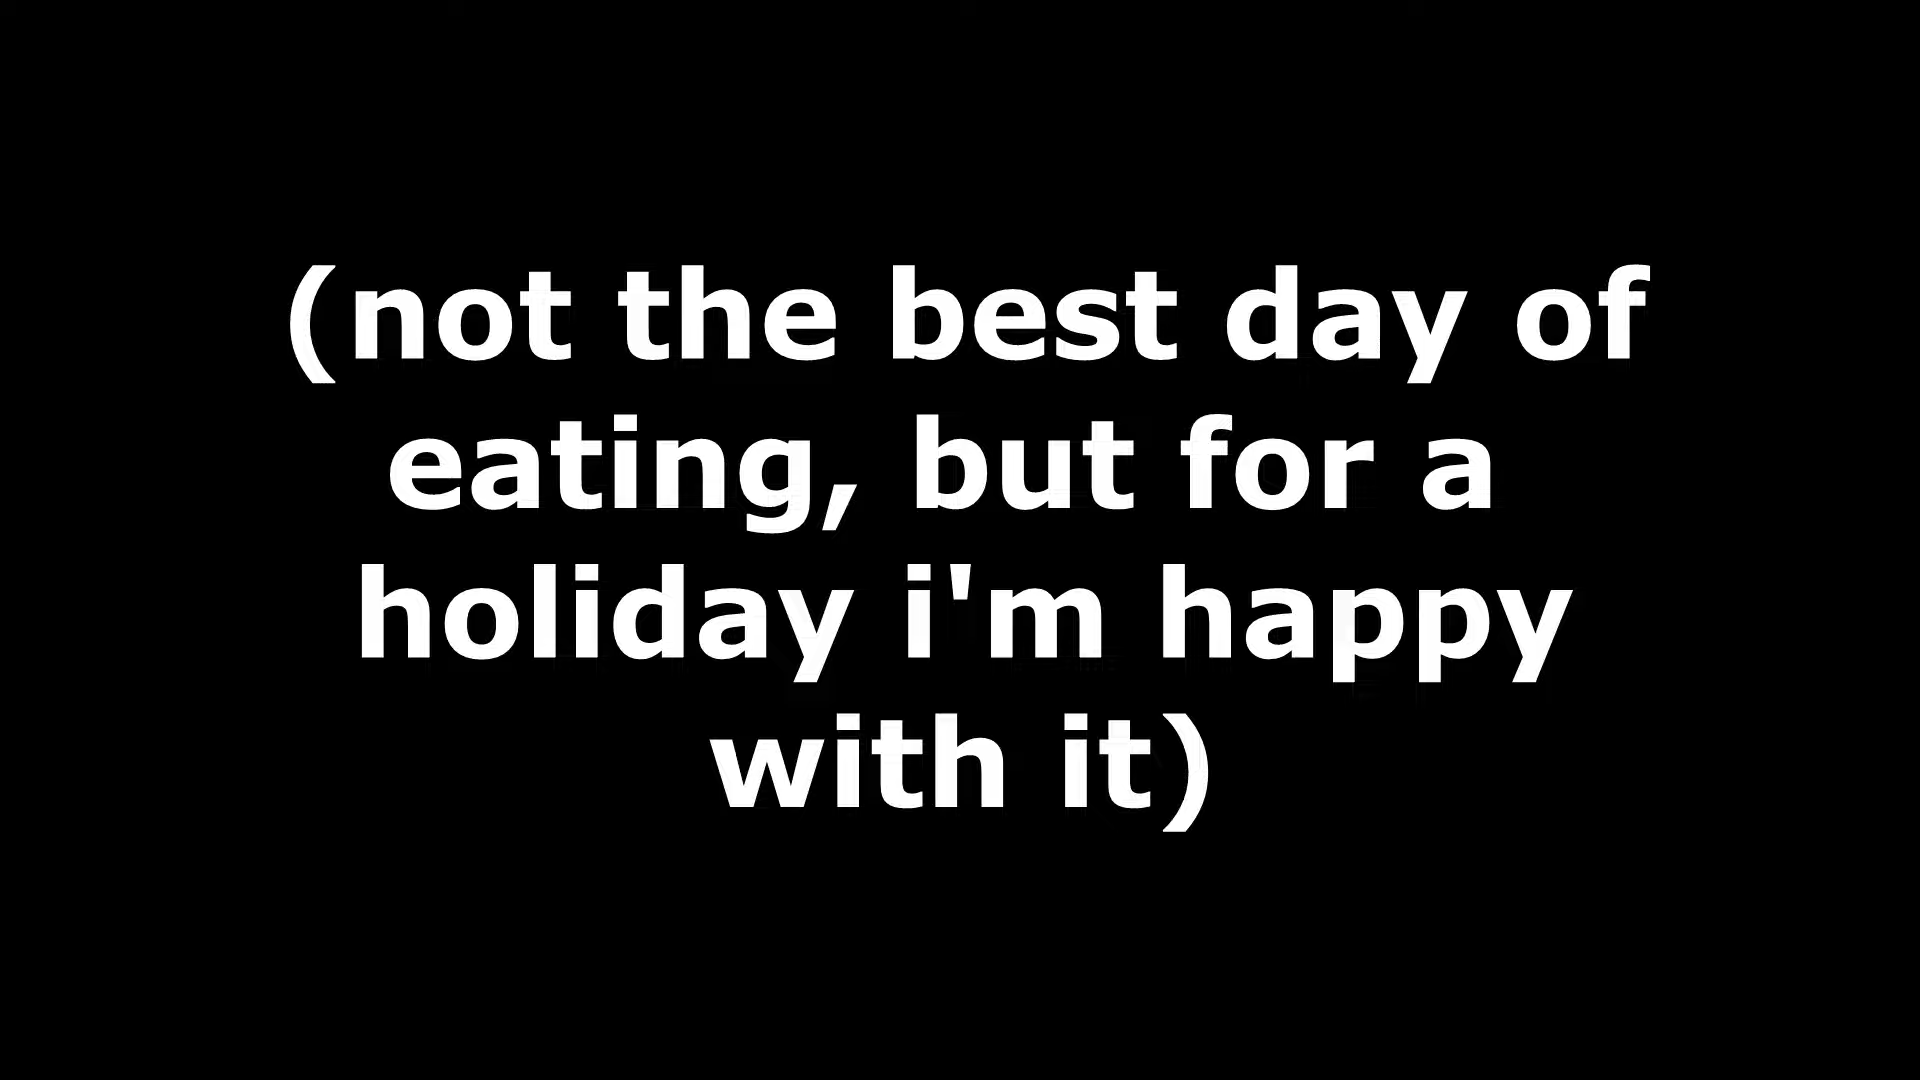 (not the best day of
eating, but for a
holiday i'm happy
with it)